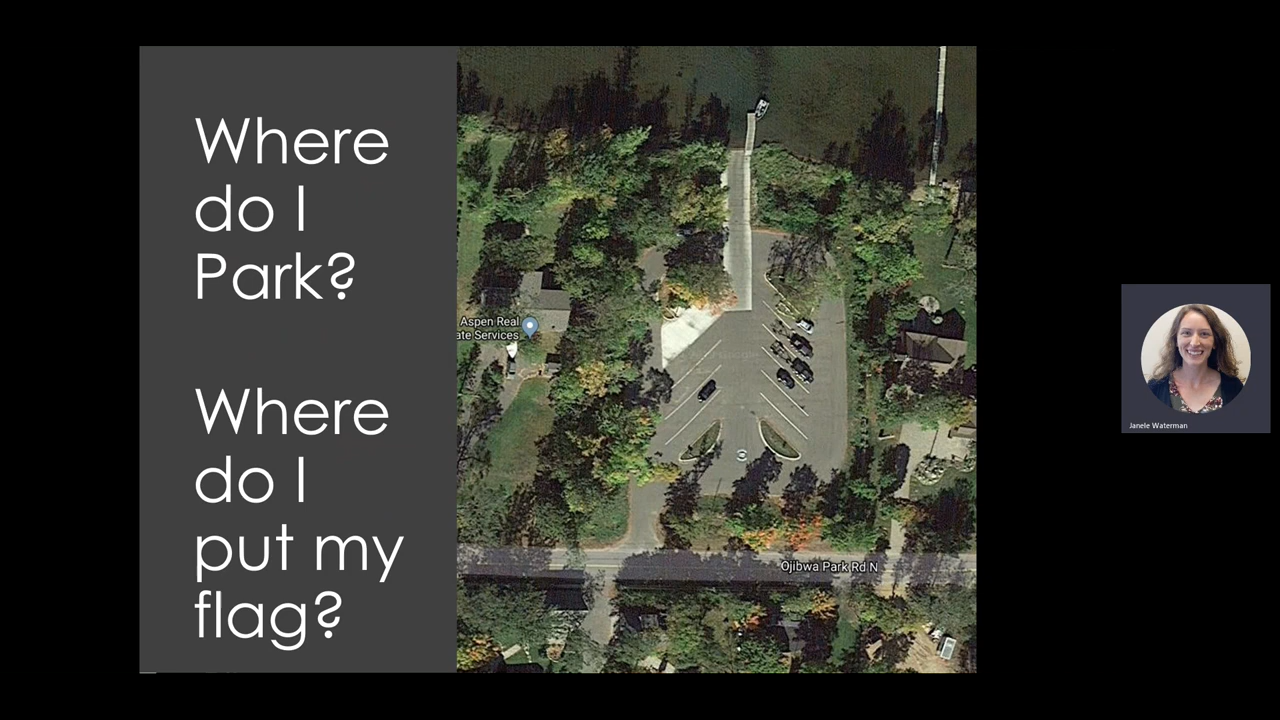 Where
do I
Park?
Where
do I
put my
flag?
Aspen Real
ate Services
Ojibwa Park Rd N
Janele Waterman